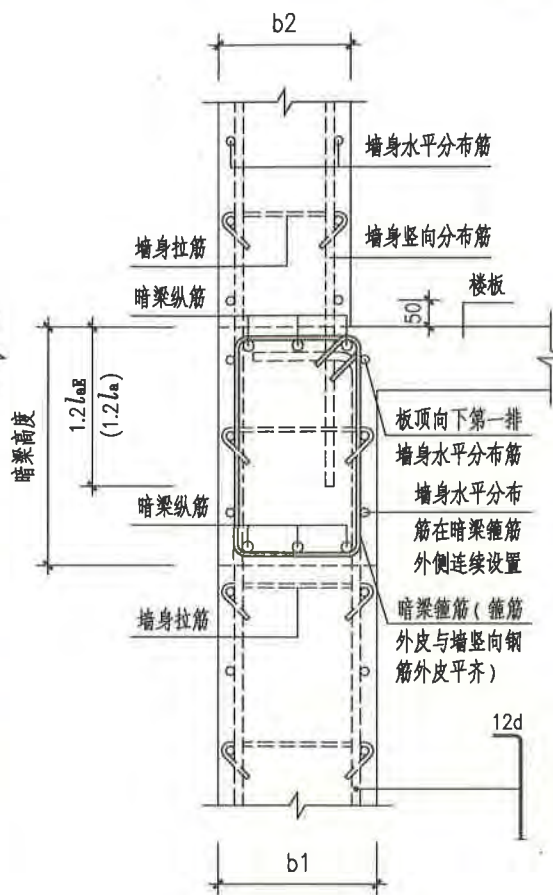 b2
墙身水平分布筋
墙身拉筋
墙身竖向分布筋
暗梁纵筋
50
楼板
暗梁高度
1.2laE
(1.2la)
板顶向下第一排
墙身水平分布筋
暗梁纵筋
墙身水平分布
筋在暗梁箍筋
外侧连续设置
墙身拉筋
暗梁箍筋(箍筋
外皮与墙竖向钢
筋外皮平齐)
12d
b1